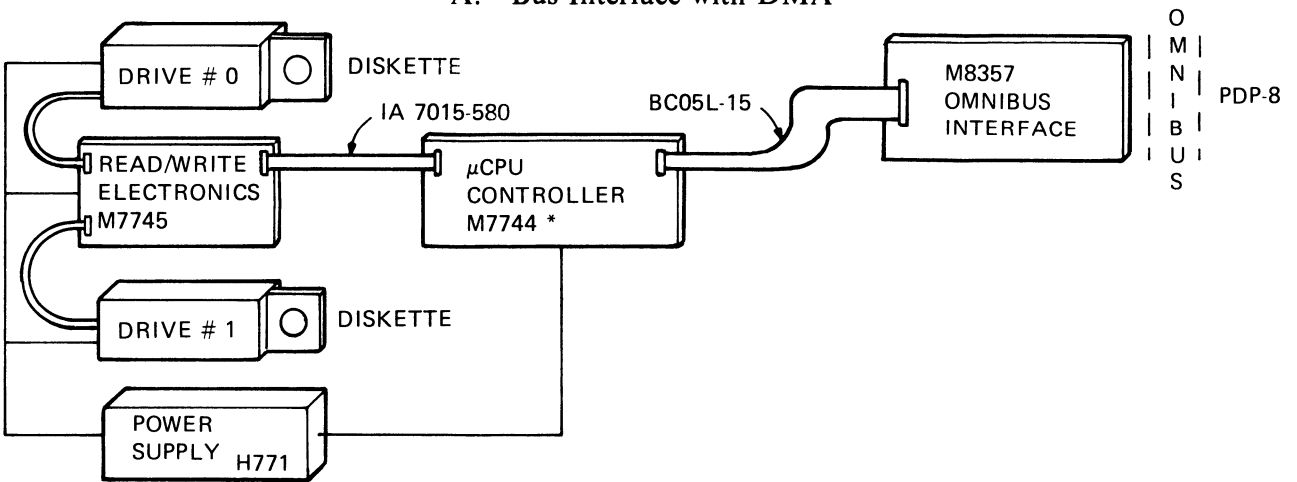 A. Bus Interface with DMA
DRIVE # 0
DISKETTE
IA 7015-580
BC05L-15
M8357
OMNIBUS
INTERFACE
OMNIBUS
PDP-8
READ/WRITE
ELECTRONICS
M7745
µCPU
CONTROLLER
M7744 *
DRIVE # 1
DISKETTE
POWER
SUPPLY
H771